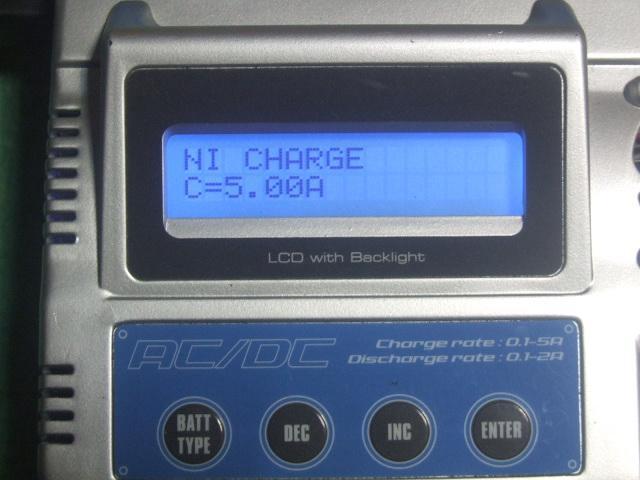 NI CHARGE
C=5.00A
LCD with Backlight
AC/DC
Charge rate : 0.1-5A
Discharge rate : 0.1-2A
BATT TYPE
DEC
INC
ENTER